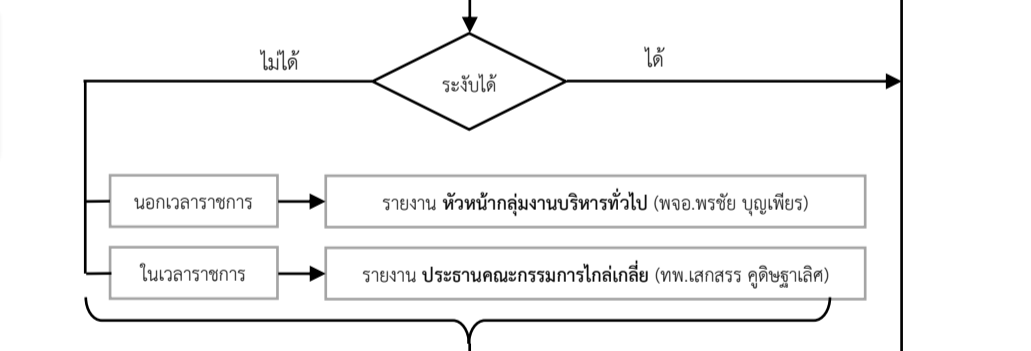 ไม่ได้
ได้
ระงับได้
นอกเวลาราชการ
รายงาน หัวหน้ากลุ่มงานบริหารทั่วไป (พจอ.พรชัย บุญเพียร)
ในเวลาราชการ
รายงาน ประธานคณะกรรมการไกล่เกลี่ย (ทพ.เสกสรร คูดิษฐาเลิศ)